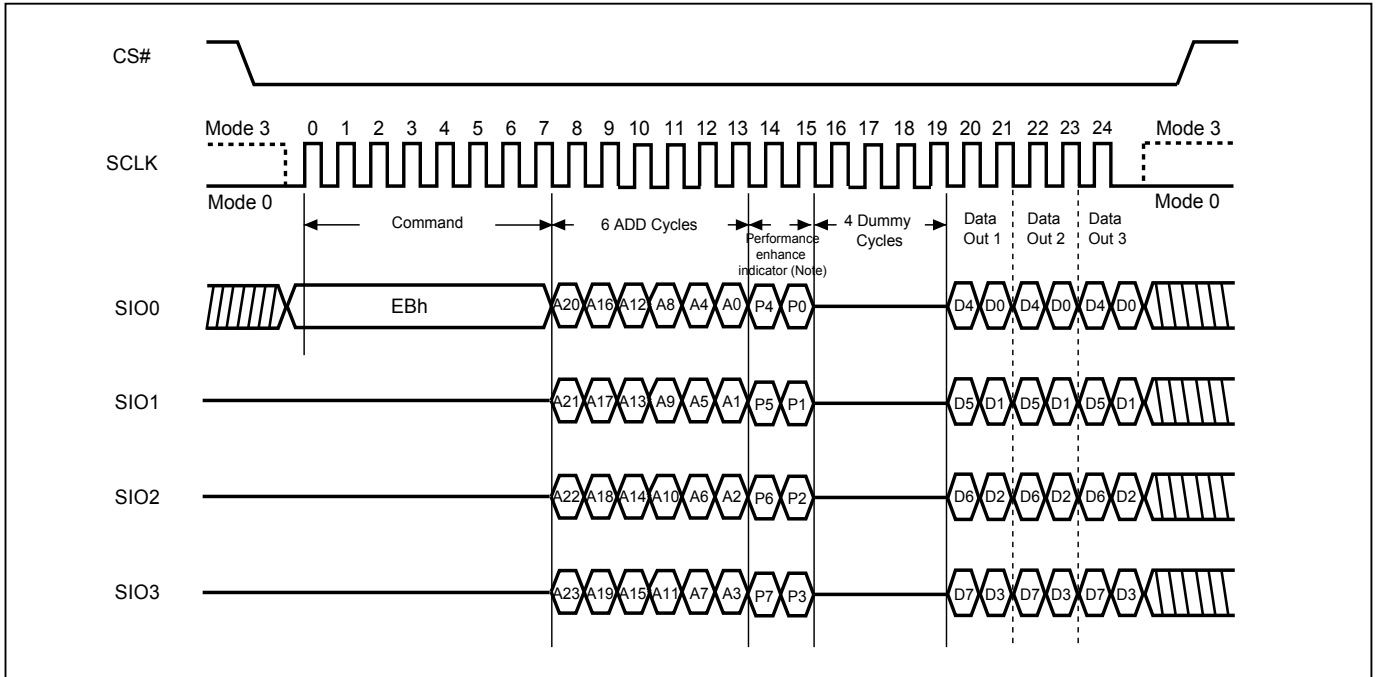 CS#
Mode 3 0 1 2 3 4 5 6 7 8 9 10 11 12 13 14 15 16 17 18 19 20 21 22 23 24 Mode 3
SCLK
Mode 0 Mode 0
Command 6 ADD Cycles Performance enhance indicator (Note) 4 Dummy Cycles Data Out 1 Data Out 2 Data Out 3
SIO0 EBh A20 A16 A12 A8 A4 A0 P4 P0 D4 D0 D4 D0 D4 D0
SIO1 A21 A17 A13 A9 A5 A1 P5 P1 D5 D1 D5 D1 D5 D1
SIO2 A22 A18 A14 A10 A6 A2 P6 P2 D6 D2 D6 D2 D6 D2
SIO3 A23 A19 A15 A11 A7 A3 P7 P3 D7 D3 D7 D3 D7 D3